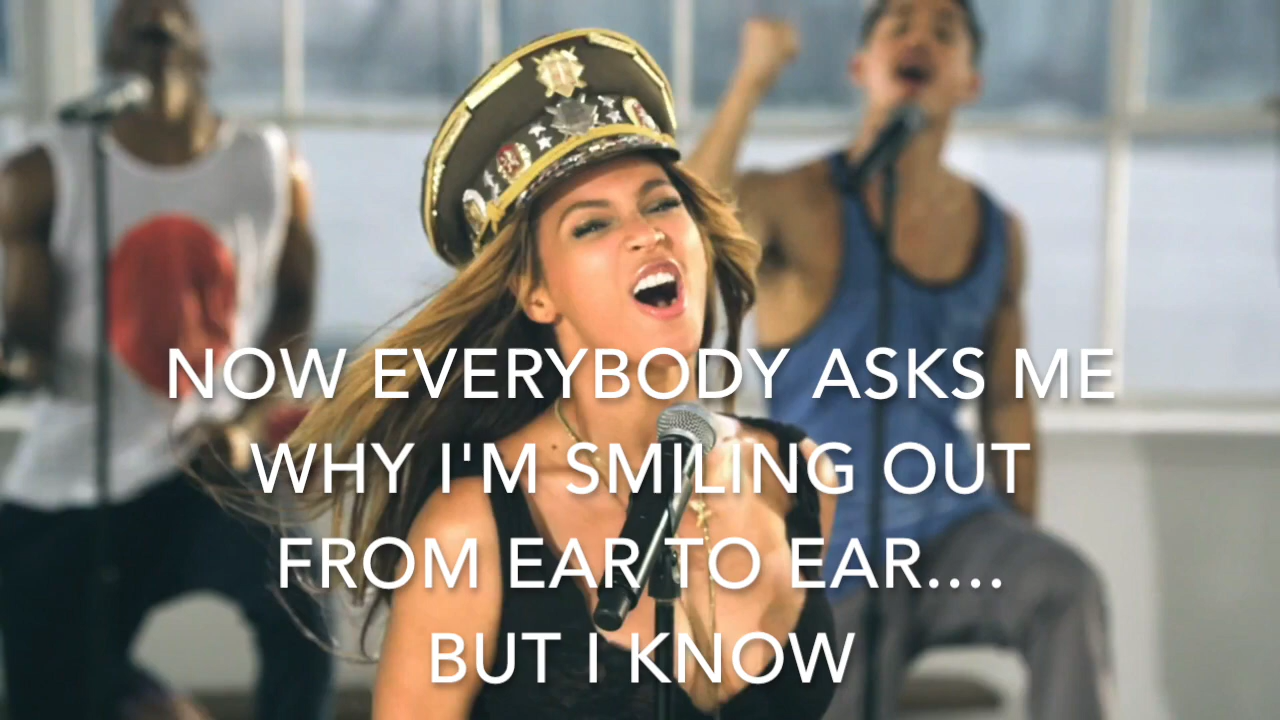 NOW EVERYBODY ASKS ME
WHY I'M SMILING OUT
FROM EAR TO EAR....
BUT I KNOW